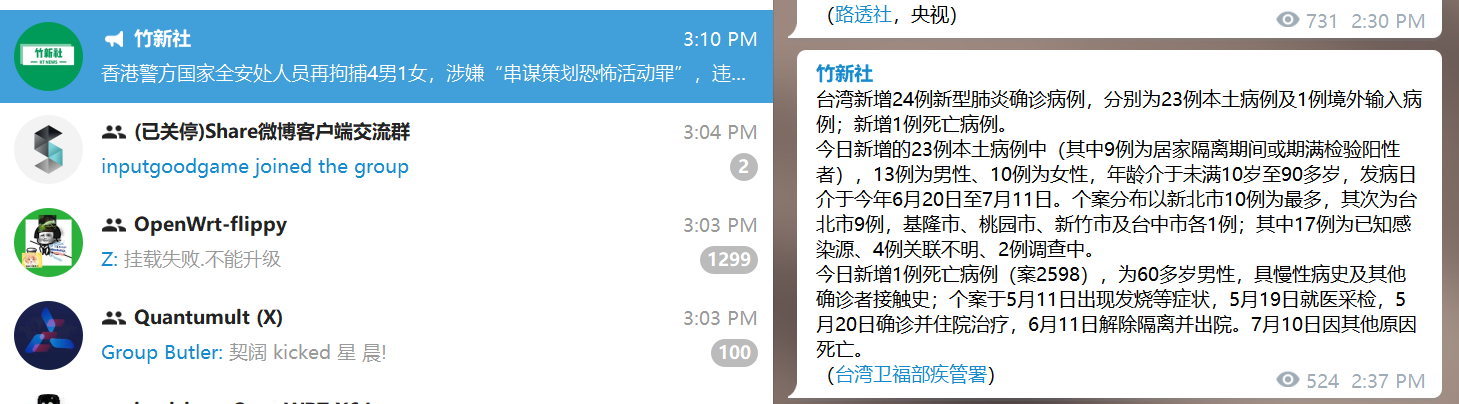 竹新社
KT NEWS
竹新社
3:10 PM
香港警方国家全安处人员再拘捕4男1女，涉嫌“串谋策划恐怖活动罪”，违...
(已关停)Share微博客户端交流群
3:04 PM
inputgoodgame joined the group
2
OpenWrt-flippy
3:03 PM
Z: 挂载失败.不能升级
1299
Quantumult (X)
3:03 PM
Group Butler: 契阔 kicked 星 晨!
100
（路透社，央视）
731 2:30 PM
竹新社
台湾新增24例新型肺炎确诊病例，分别为23例本土病例及1例境外输入病
例；新增1例死亡病例。
今日新增的23例本土病例中（其中9例为居家隔离期间或期满检验阳性
者），13例为男性、10例为女性，年龄介于未满10岁至90多岁，发病日
介于今年6月20日至7月11日。个案分布以新北市10例为最多，其次为台
北市9例，基隆市、桃园市、新竹市及台中市各1例；其中17例为已知感
染源、4例关联不明、2例调查中。
今日新增1例死亡病例（案2598），为60多岁男性，具慢性病史及其他
确诊者接触史；个案于5月11日出现发烧等症状，5月19日就医采检，5
月20日确诊并住院治疗，6月11日解除隔离并出院。7月10日因其他原因
死亡。
（台湾卫福部疾管署）
524 2:37 PM